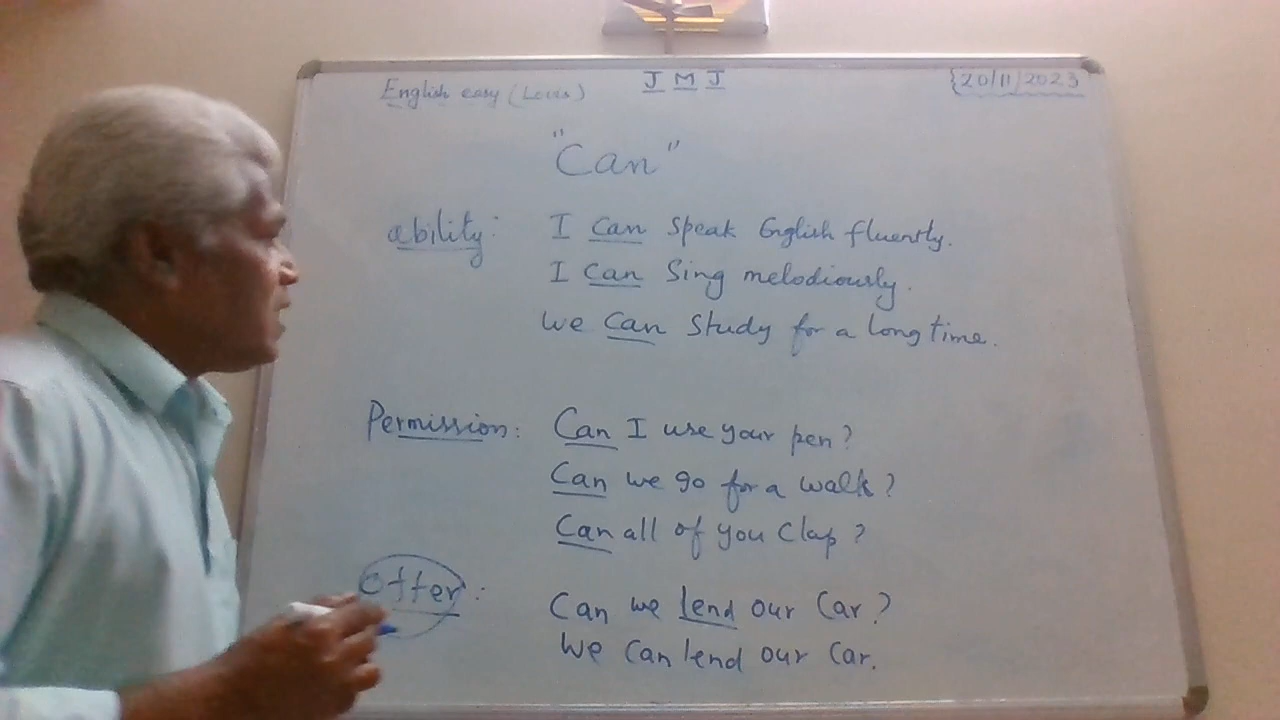 English easy (Loues)
J M J
{20/11/2023
"Can"
ability: I can speak English fluently.
I can sing melodiously.
We can study for a long time.
Permission: Can I use your pen?
Can we go for a walk?
Can all of you clap?
Offer: Can we lend our car?
We can lend our car.